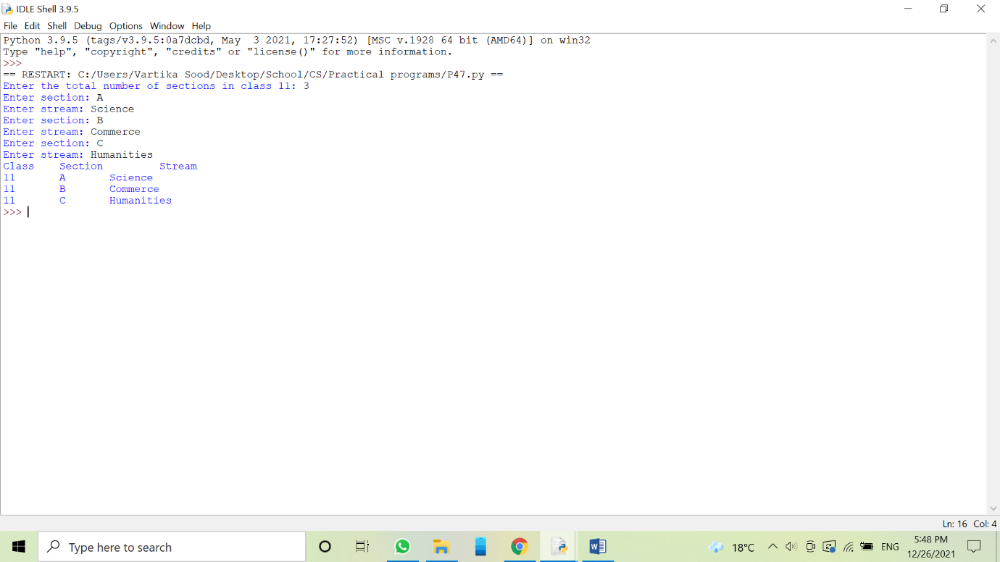 IDLE Shell 3.9.5
File Edit Shell Debug Options Window Help
Python 3.9.5 (tags/v3.9.5:0a7dcbd, May  3 2021, 17:27:52) [MSC v.1928 64 bit (AMD64)] on win32
Type "help", "copyright", "credits" or "license()" for more information.
>>>
== RESTART: C:/Users/Vartika Sood/Desktop/School/CS/Practical programs/P47.py ==
Enter the total number of sections in class 11: 3
Enter section: A
Enter stream: Science
Enter section: B
Enter stream: Commerce
Enter section: C
Enter stream: Humanities
Class    Section         Stream
11       A       Science
11       B       Commerce
11       C       Humanities
>>>
Ln: 16 Col: 4
Type here to search
18°C
ENG
5:48 PM
12/26/2021